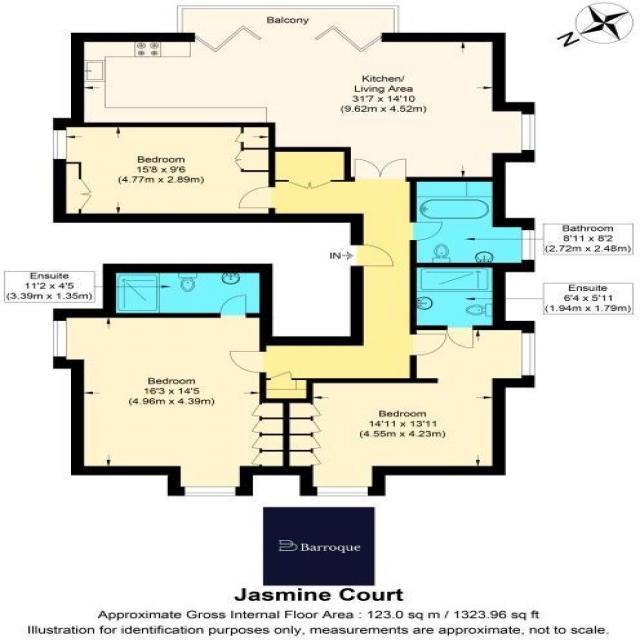 Balcony
N
Kitchen/
Living Area
31'7 x 14'10
(9.62m x 4.52m)
Bedroom
15'8 x 9'6
(4.77m x 2.89m)
Bathroom
8'11 x 8'2
(2.72m x 2.48m)
IN
Ensuite
11'2 x 4'5
(3.39m x 1.35m)
Ensuite
6'4 x 5'11
(1.94m x 1.79m)
Bedroom
16'3 x 14'5
(4.96m x 4.39m)
Bedroom
14'11 x 13'11
(4.55m x 4.23m)
Barroque
Jasmine Court
Approximate Gross Internal Floor Area : 123.0 sq m / 1323.96 sq ft
Illustration for identification purposes only, measurements are approximate, not to scale.